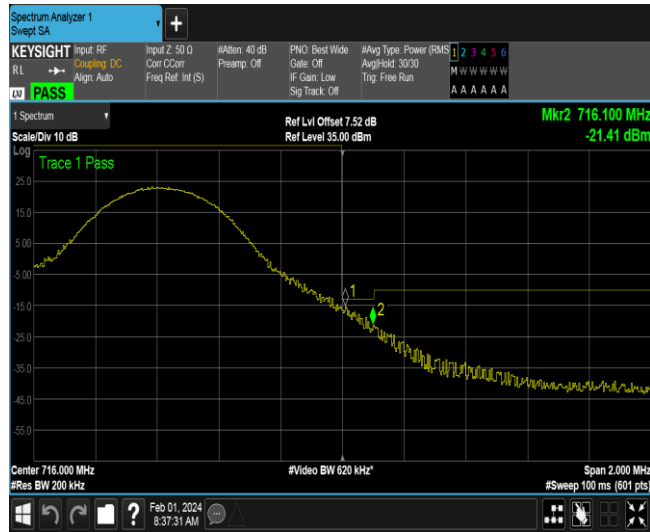 Spectrum Analyzer 1
Swept SA
KEYSIGHT Input: RF Input Z: 50 Ω #Atten: 40 dB PNO: Best Wide #Avg Type: Power (RMS 1 2 3 4 5 6
RL Coupling: DC Corr CCorr Preamp: Off Gate: Off Avg|Hold: 30/30 M W W W W W
Align: Auto Freq Ref: Int (S) IF Gain: Low Trig: Free Run
LXI PASS Sig Track: Off A A A A A A
1 Spectrum Ref Lvl Offset 7.52 dB Mkr2 716.100 MHz
Scale/Div 10 dB Ref Level 35.00 dBm -21.41 dBm
Log
Trace 1 Pass
25.0
15.0
5.00
-5.00
1
-15.0
2
-25.0
-35.0
-45.0
-55.0
Center 716.000 MHz #Video BW 620 kHz* Span 2.000 MHz
#Res BW 200 kHz #Sweep 100 ms (601 pts)
? Feb 01, 2024
8:37:31 AM